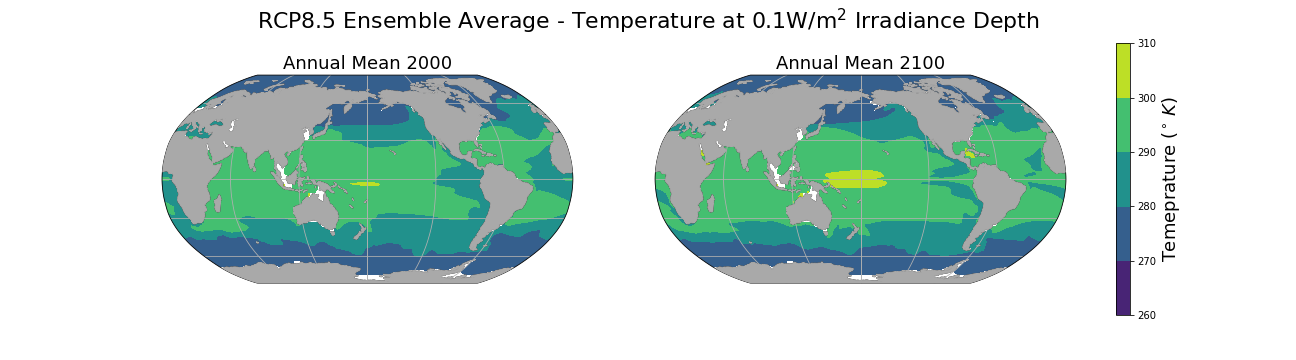 RCP8.5 Ensemble Average - Temperature at 0.1W/m² Irradiance Depth
Annual Mean 2000
Annual Mean 2100
310
300
290
280
270
260
Temeprature (° K)